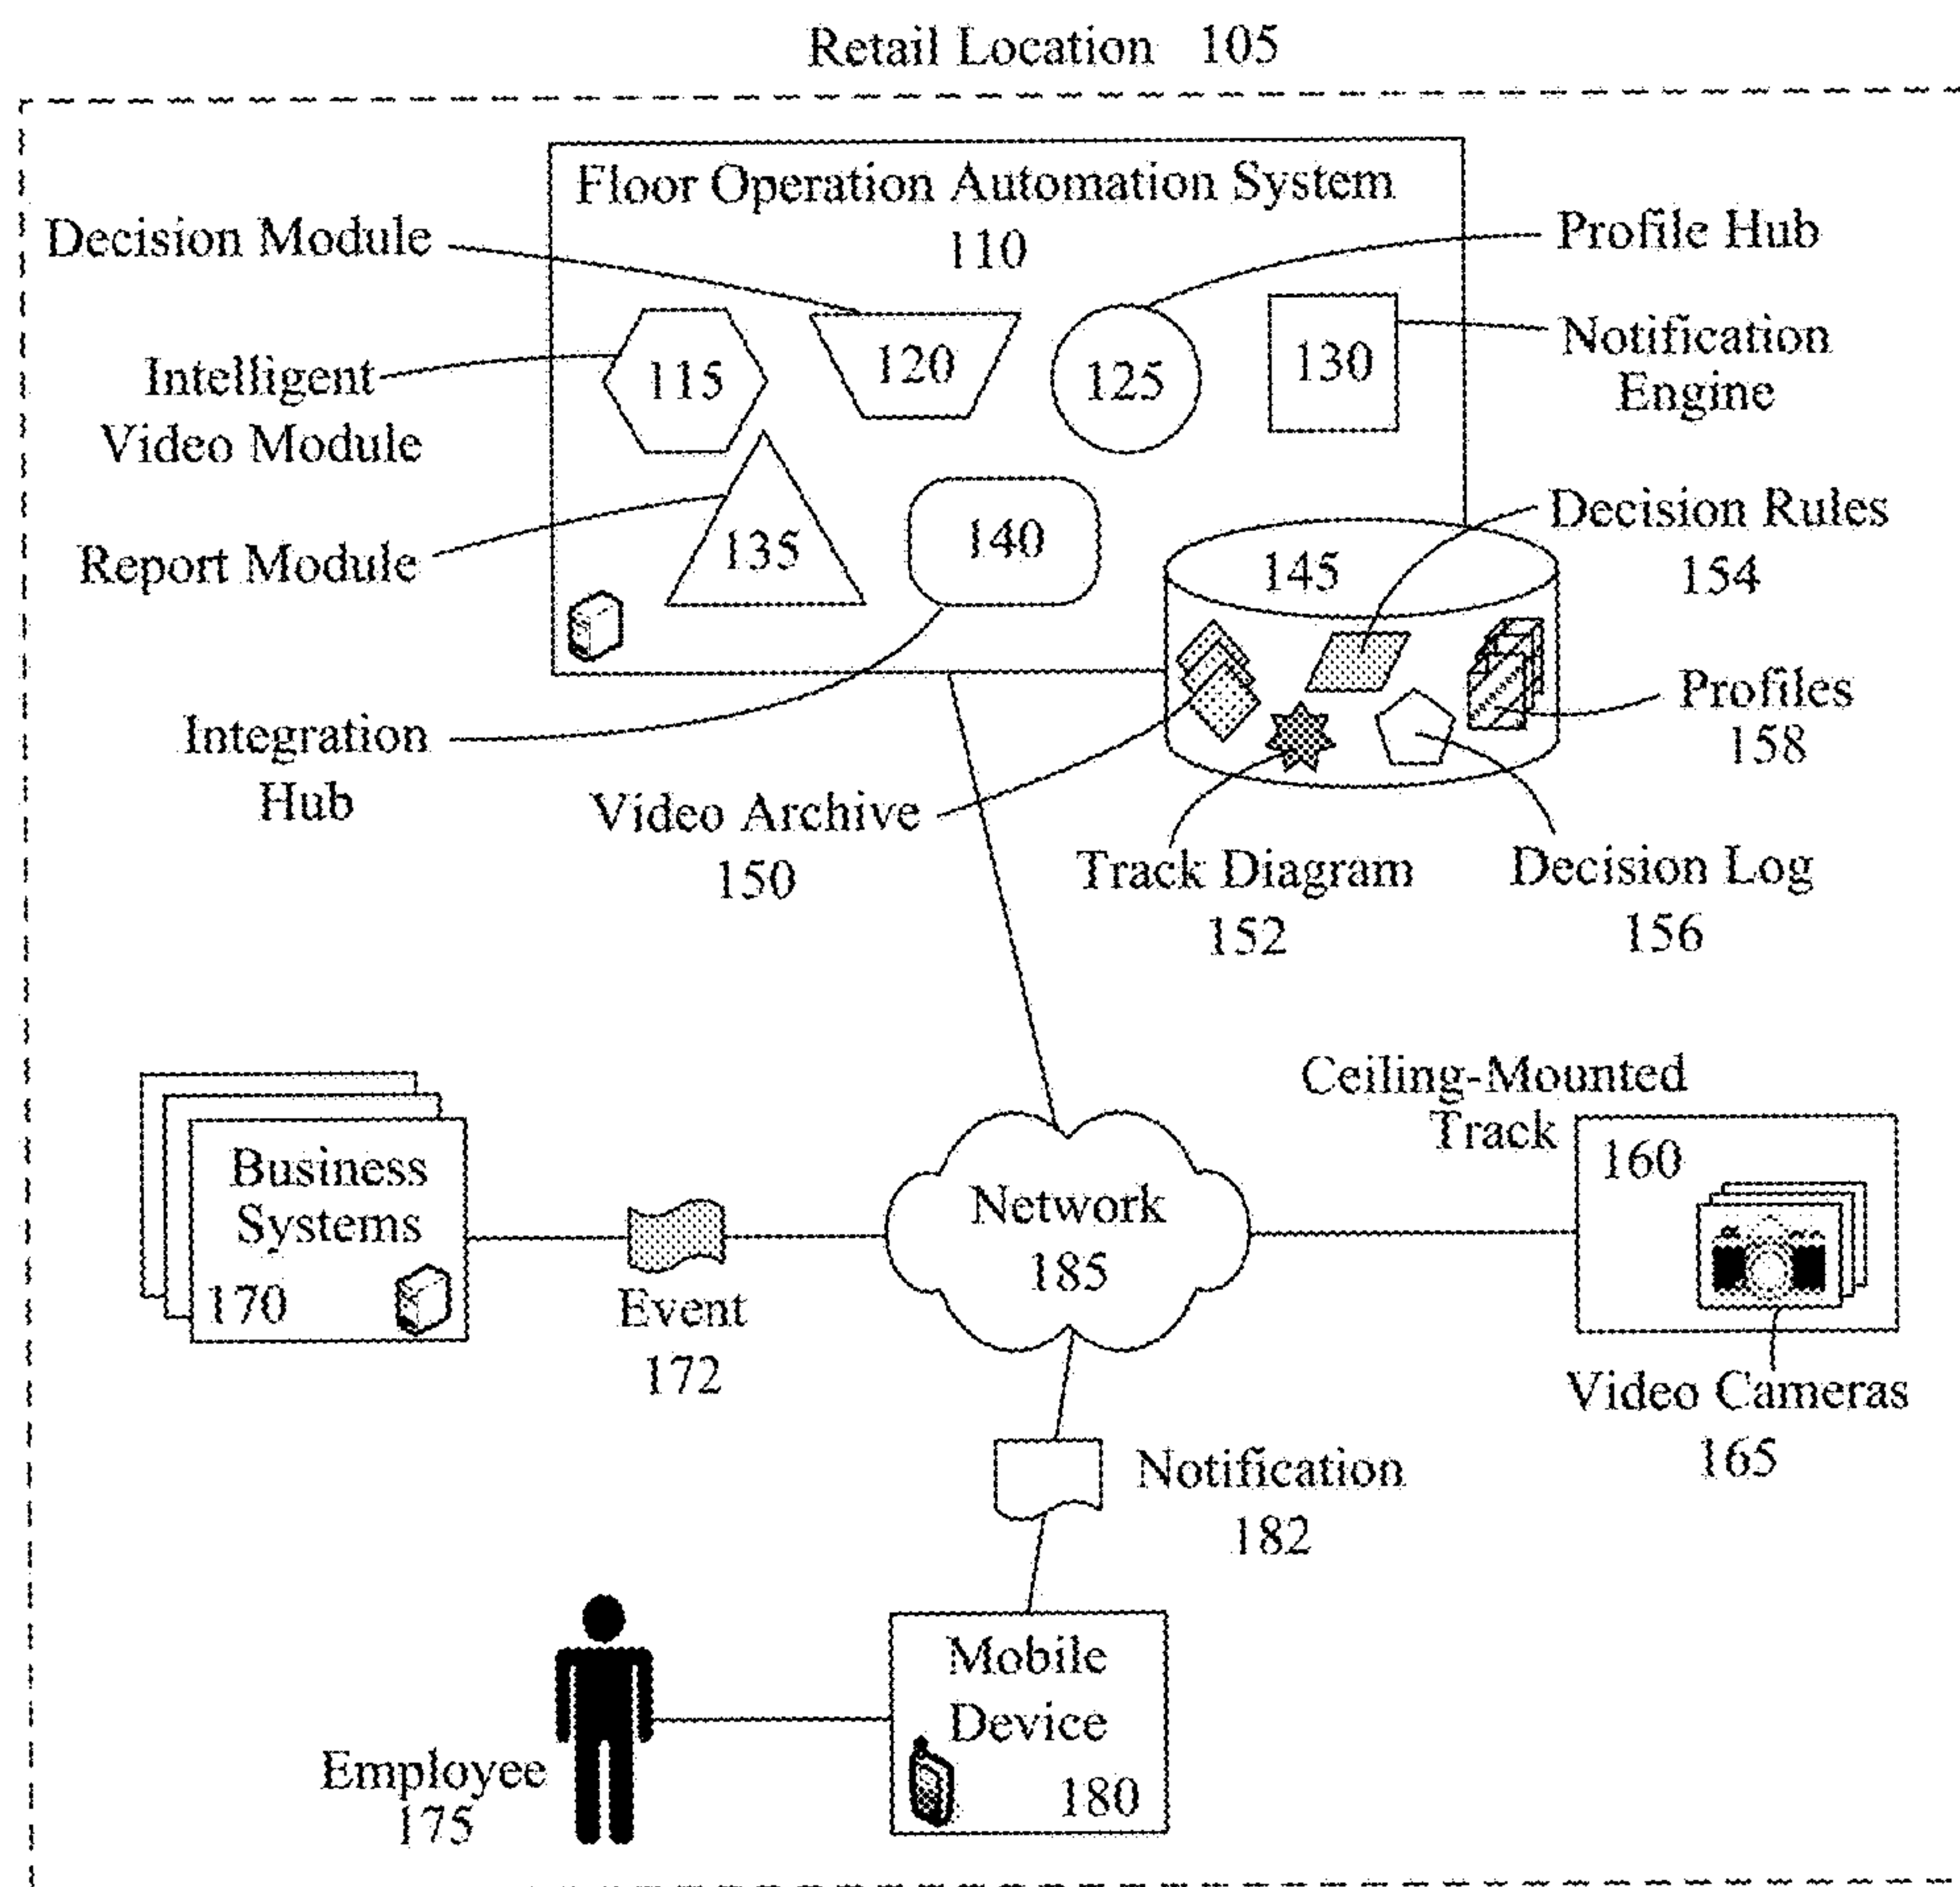 Retail Location 105
Floor Operation Automation System
110
Decision Module
Profile Hub
115
120
125
130
Intelligent
Video Module
Notification
Engine
Report Module
135
140
145
Decision Rules
154
Integration
Hub
Profiles
158
Video Archive
150
Track Diagram
152
Decision Log
156
Business
Systems
170
Event
172
Network
185
Ceiling-Mounted
Track
160
Video Cameras
165
Notification
182
Employee
175
Mobile
Device
180